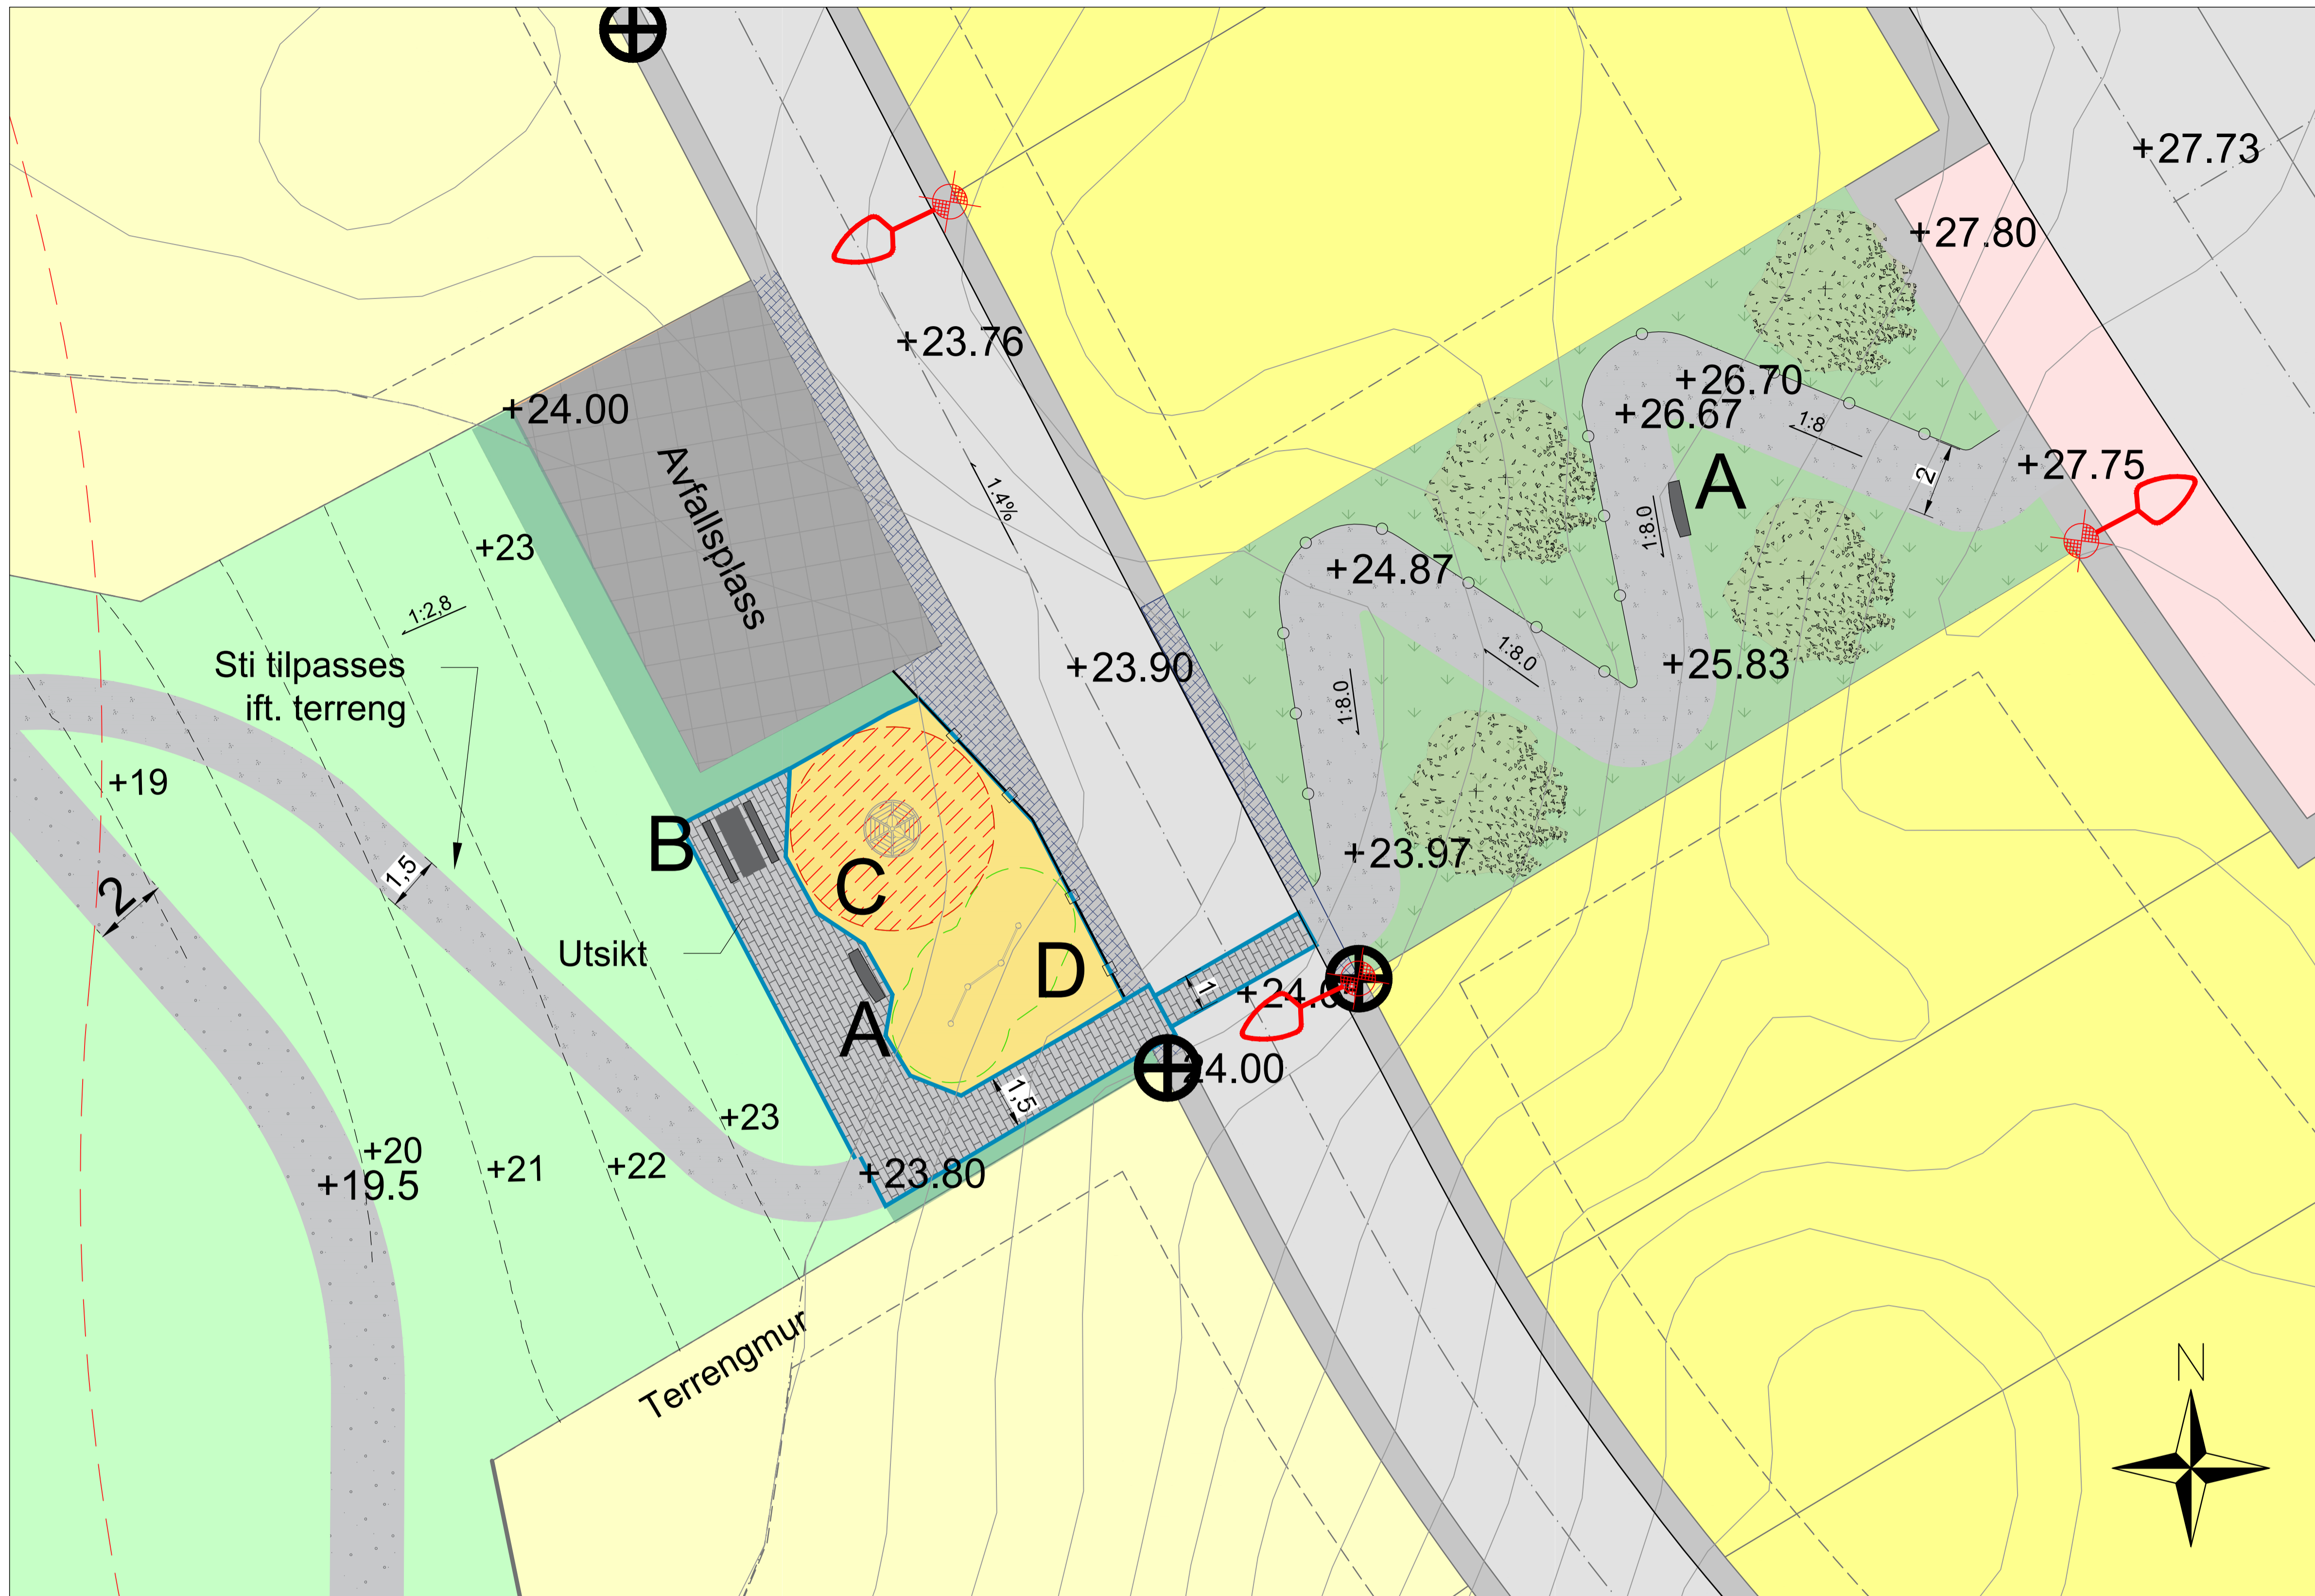 +27.73
+27.80
+23.76
+26.70
+24.00
+26.67
1:8
Avfallsplass
+27.75
2
A
1.4%
1:8.0
+23
+24.87
1:2,8
Sti tilpasses
ift. terreng
1:8.0
+23.90
+25.83
1:8.0
+19
B
C
+23.97
1,5
2
Utsikt
D
1
A
24.00
1,5
+23
+20
+21
+22
+23.80
+19.5
Terrengmur
N